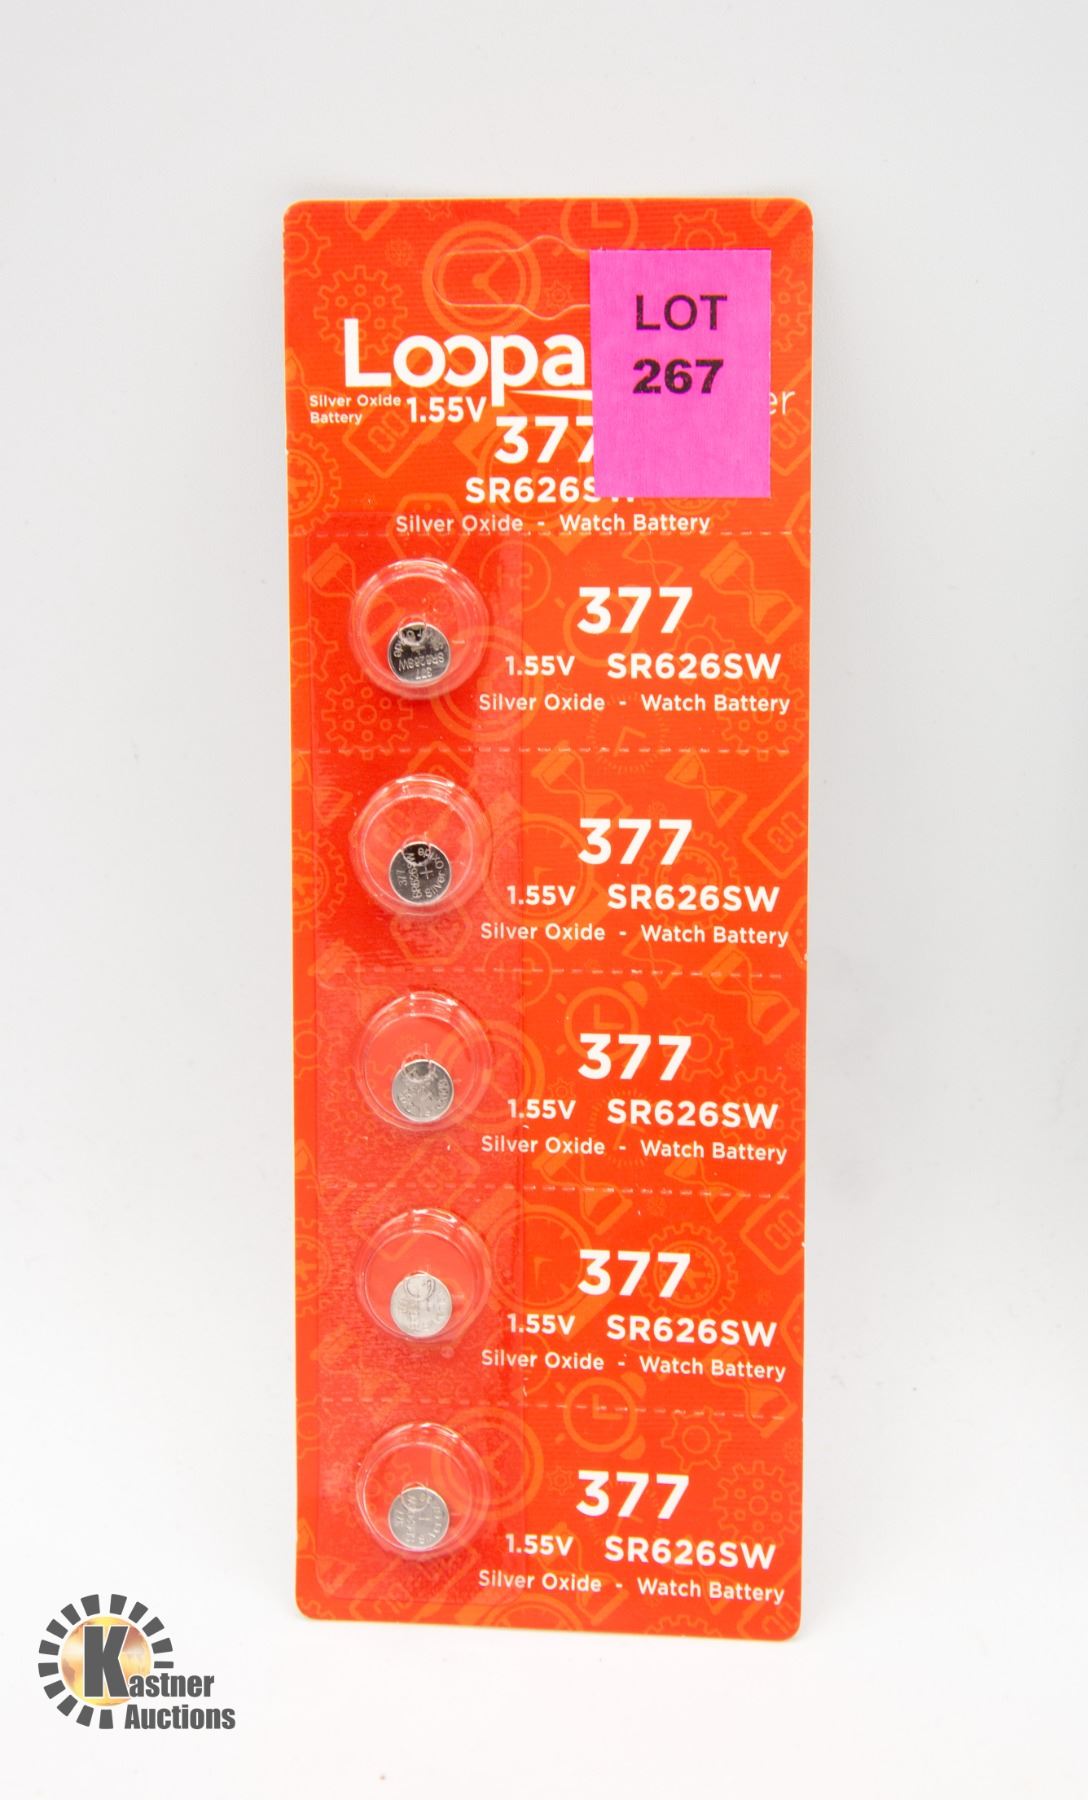 LOT
267
Loopa
er
Silver Oxide
Battery
1.55V
377
SR626SW
Silver Oxide - Watch Battery
377
1.55V SR626SW
Silver Oxide - Watch Battery
377
1.55V SR626SW
Silver Oxide - Watch Battery
377
1.55V SR626SW
Silver Oxide - Watch Battery
377
1.55V SR626SW
Silver Oxide - Watch Battery
377
1.55V SR626SW
Silver Oxide - Watch Battery
Kastner
Auctions